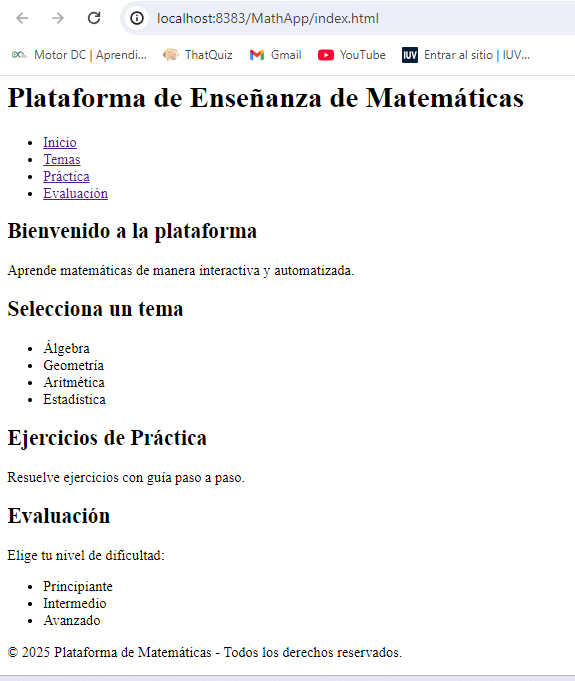 localhost:8383/MathApp/index.html
Motor DC | Aprendi... ThatQuiz Gmail YouTube IUV Entrar al sitio | IUV...
Plataforma de Enseñanza de Matemáticas
Inicio
Temas
Práctica
Evaluación
Bienvenido a la plataforma
Aprende matemáticas de manera interactiva y automatizada.
Selecciona un tema
Álgebra
Geometría
Aritmética
Estadística
Ejercicios de Práctica
Resuelve ejercicios con guía paso a paso.
Evaluación
Elige tu nivel de dificultad:
Principiante
Intermedio
Avanzado
© 2025 Plataforma de Matemáticas - Todos los derechos reservados.